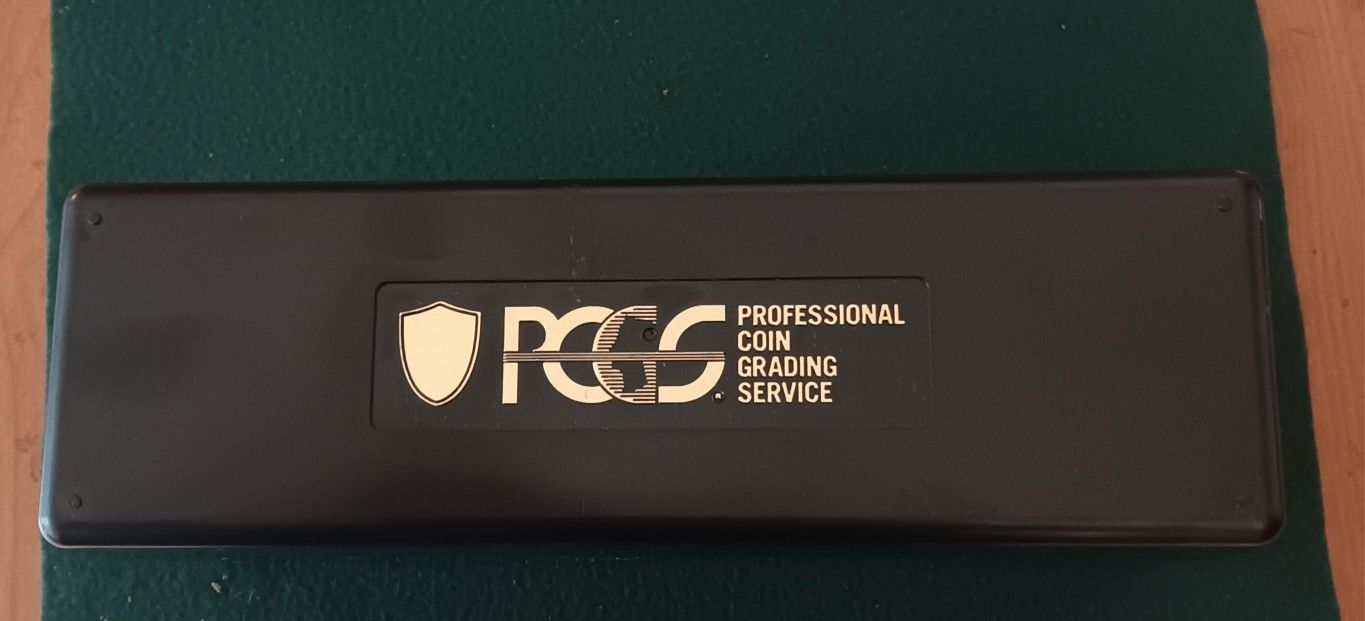 PCGS
PROFESSIONAL
COIN
GRADING
SERVICE